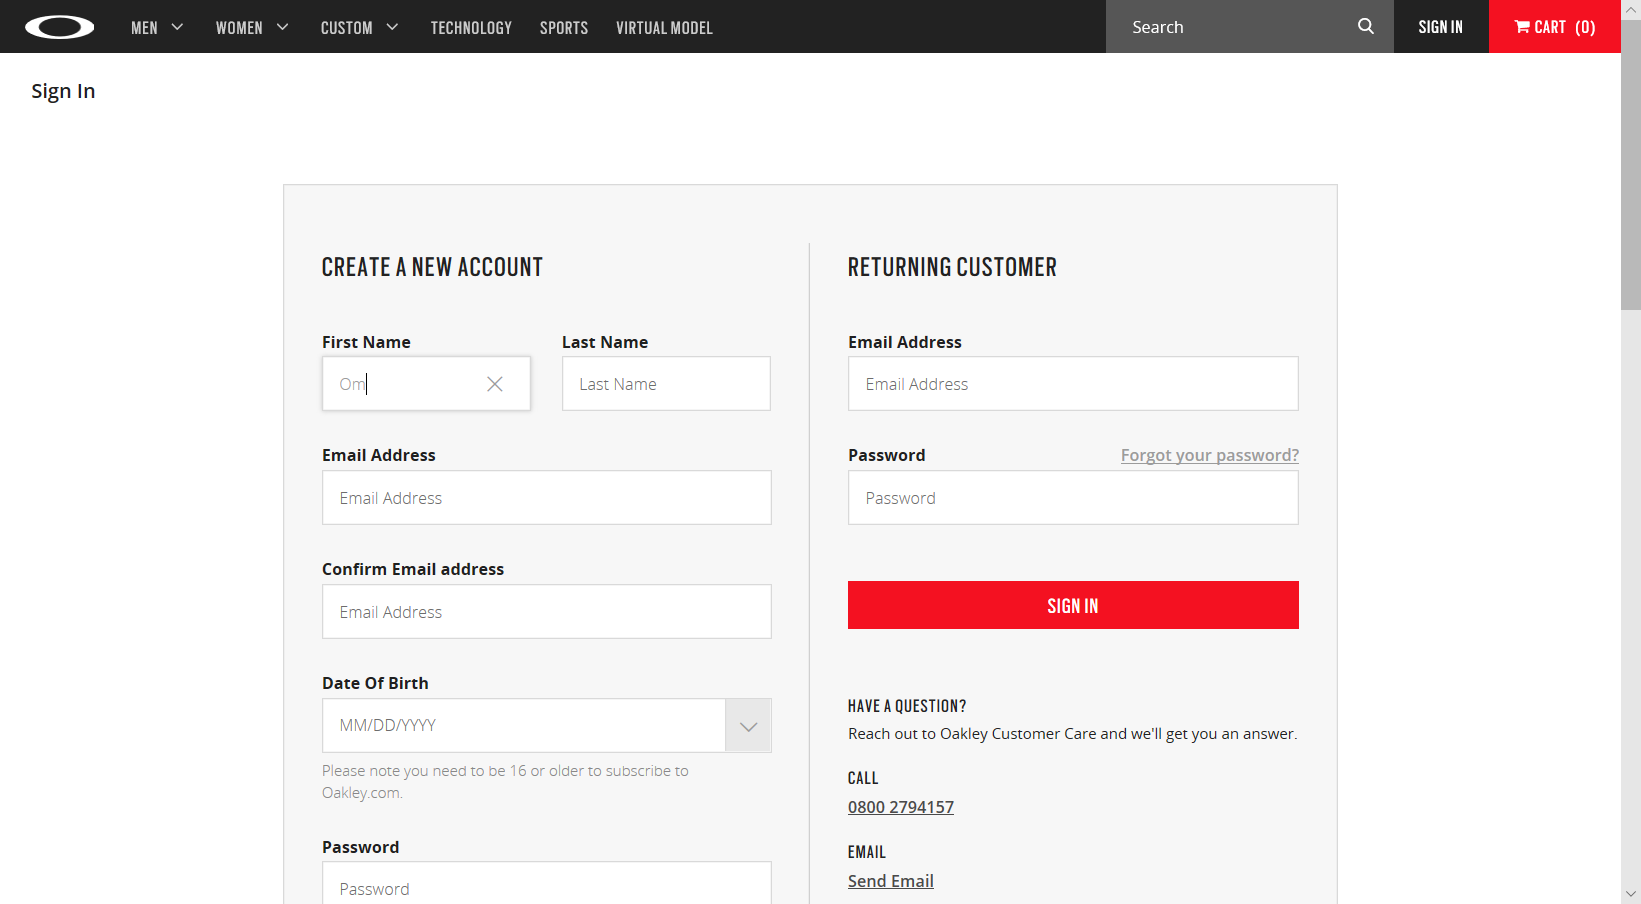 MEN WOMEN CUSTOM TECHNOLOGY SPORTS VIRTUAL MODEL Search SIGN IN CART (0)
Sign In
CREATE A NEW ACCOUNT
First Name Last Name
Om Last Name
Email Address
Email Address
Confirm Email address
Email Address
Date Of Birth
MM/DD/YYYY
Please note you need to be 16 or older to subscribe to
Oakley.com.
Password
Password
RETURNING CUSTOMER
Email Address
Email Address
Password Forgot your password?
Password
SIGN IN
HAVE A QUESTION?
Reach out to Oakley Customer Care and we'll get you an answer.
CALL
0800 2794157
EMAIL
Send Email